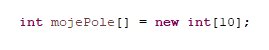 int mojePole[] = new int[10];